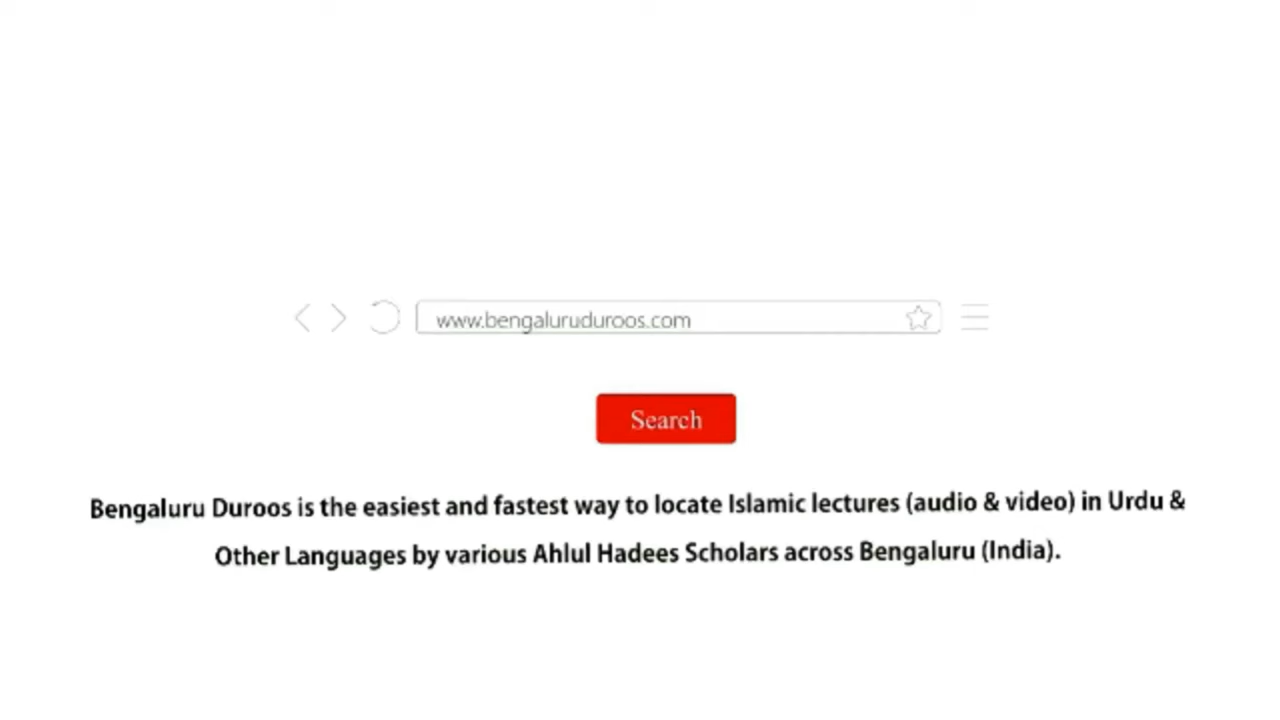 www.bengaluruduroos.com
Search
Bengaluru Duroos is the easiest and fastest way to locate Islamic lectures (audio & video) in Urdu &
Other Languages by various Ahlul Hadees Scholars across Bengaluru (India).